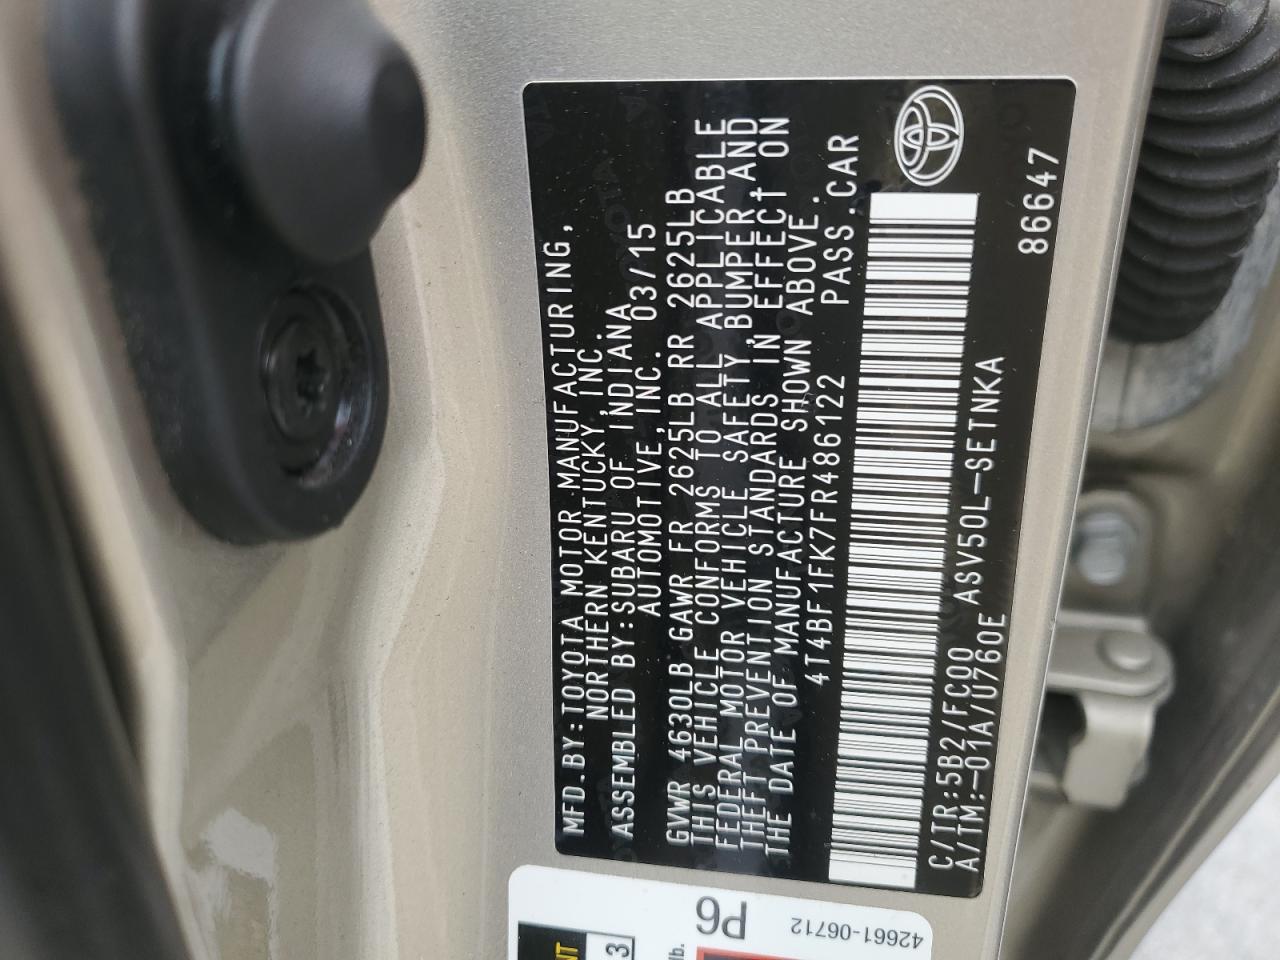 MFD.BY:TOYOTA MOTOR MANUFACTURING,
NORTHERN KENTUCKY,INC.
ASSEMBLED BY:SUBARU OF INDIANA
AUTOMOTIVE,INC. 03/15
GVWR 4630LB GAWR FR 2625LB RR 2625LB
THIS VEHICLE CONFORMS TO ALL APPLICABLE
FEDERAL MOTOR VEHICLE SAFETY,BUMPER,AND
THEFT PREVENTION STANDARDS IN EFFECT ON
THE DATE OF MANUFACTURE SHOWN ABOVE.
4T4BF1FK7FR486122 PASS.CAR
C/TR:5B2/FC00 ASV50L-SETNKA
A/TM:-01A/U760E
86647
P6
42661-06712
3
lb.